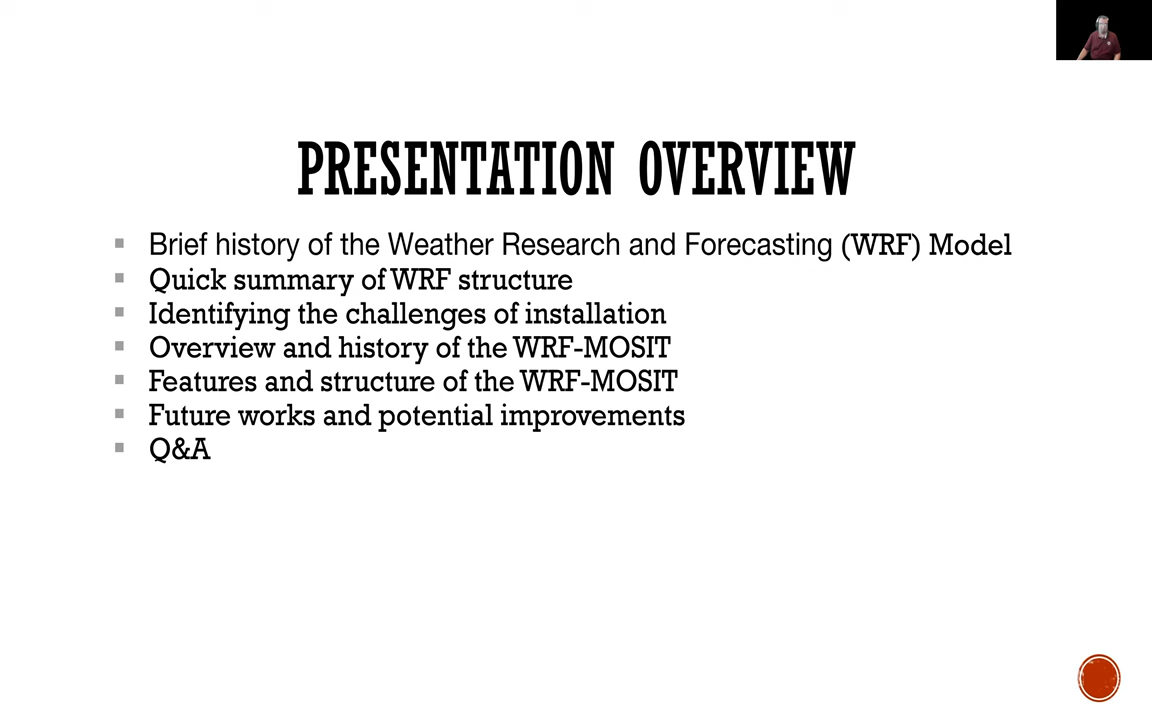 PRESENTATION OVERVIEW
Brief history of the Weather Research and Forecasting (WRF) Model
Quick summary of WRF structure
Identifying the challenges of installation
Overview and history of the WRF-MOSIT
Features and structure of the WRF-MOSIT
Future works and potential improvements
Q&A